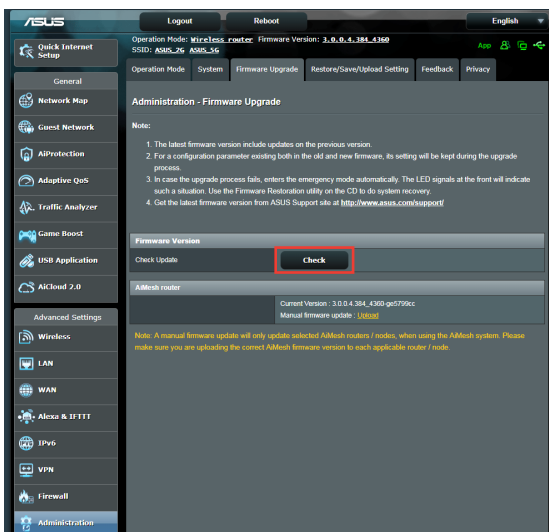 ASUS
Logout
Reboot
English
Operation Mode: Wireless router Firmware Version: 3.0.0.4.384_4360
SSID: ASUS_2G ASUS_5G
App
Quick Internet
Setup
Operation Mode
System
Firmware Upgrade
Restore/Save/Upload Setting
Feedback
Privacy
General
Network Map
Guest Network
AiProtection
Adaptive QoS
Traffic Analyzer
Game Boost
USB Application
AiCloud 2.0
Advanced Settings
Wireless
LAN
WAN
Alexa & IFTTT
IPv6
VPN
Firewall
Administration
Administration - Firmware Upgrade
Note:
1. The latest firmware version include updates on the previous version.
2. For a configuration parameter existing both in the old and new firmware, its setting will be kept during the upgrade
process.
3. In case the upgrade process fails, enters the emergency mode automatically. The LED signals at the front will indicate
such a situation. Use the Firmware Restoration utility on the CD to do system recovery.
4. Get the latest firmware version from ASUS Support site at http://www.asus.com/support/
Firmware Version
Check Update
Check
AiMesh router
Current Version : 3.0.0.4.384_4360-ge5799cc
Manual firmware update : Upload
Note: A manual firmware update will only update selected AiMesh routers / nodes, when using the AiMesh system. Please
make sure you are uploading the correct AiMesh firmware version to each applicable router / node.